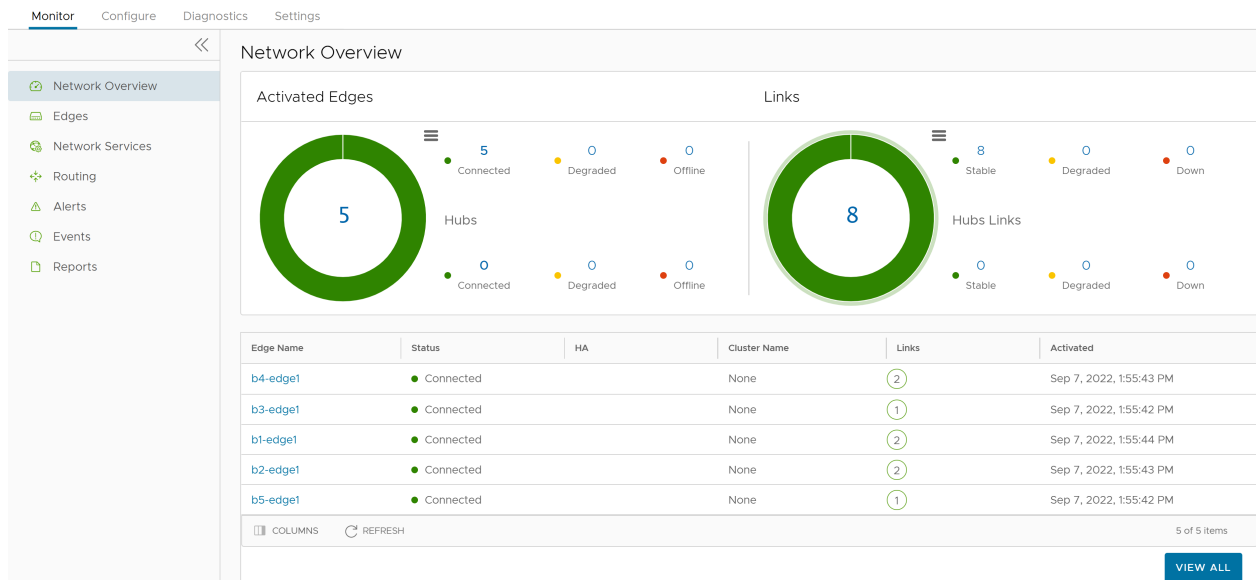 Monitor Configure Diagnostics Settings
Network Overview
Edges
Network Services
Routing
Alerts
Events
Reports
Network Overview
Activated Edges
5
5 Connected
0 Degraded
0 Offline
Hubs
0 Connected
0 Degraded
0 Offline
Links
8
8 Stable
0 Degraded
0 Down
Hubs Links
0 Stable
0 Degraded
0 Down
Edge Name Status HA Cluster Name Links Activated
b4-edge1 Connected None 2 Sep 7, 2022, 1:55:43 PM
b3-edge1 Connected None 1 Sep 7, 2022, 1:55:42 PM
b1-edge1 Connected None 2 Sep 7, 2022, 1:55:44 PM
b2-edge1 Connected None 2 Sep 7, 2022, 1:55:43 PM
b5-edge1 Connected None 1 Sep 7, 2022, 1:55:42 PM
COLUMNS REFRESH 5 of 5 items
VIEW ALL